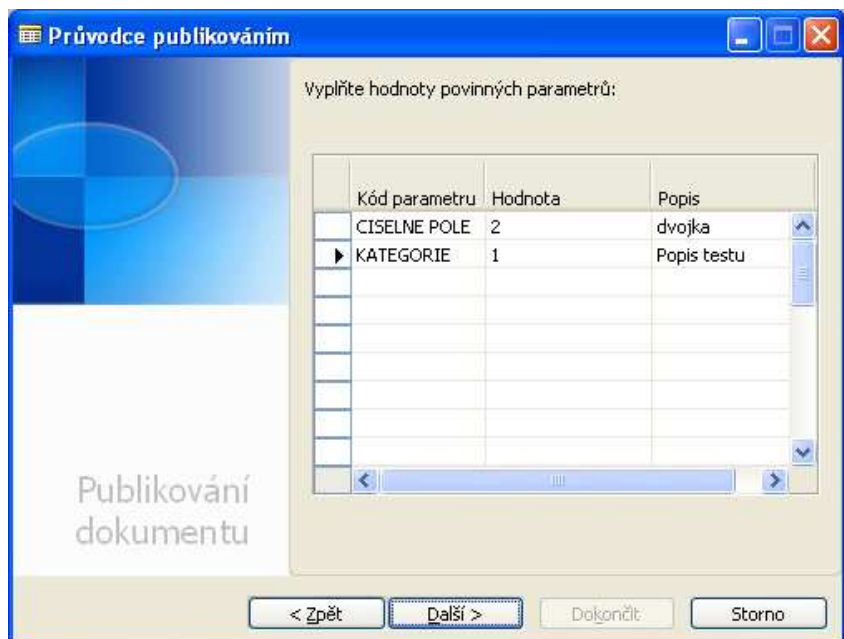 Průvodce publikováním
Vyplňte hodnoty povinných parametrů:
Kód parametru Hodnota Popis
CISELNE POLE 2 dvojka
KATEGORIE 1 Popis testu
Publikování
dokumentu
< Zpět Další > Dokončit Storno